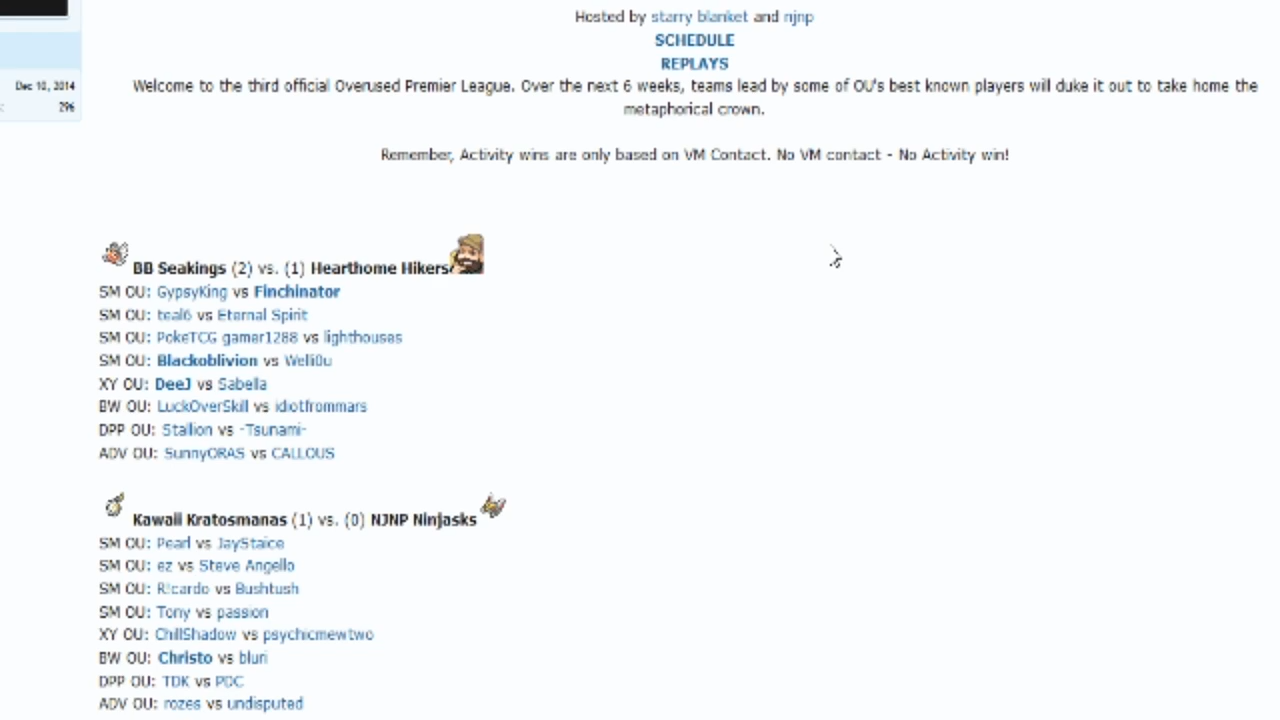 Hosted by starry blanket and njnp
SCHEDULE
REPLAYS
Dec 10, 2014
296
Welcome to the third official Overused Premier League. Over the next 6 weeks, teams lead by some of OU's best known players will duke it out to take home the
metaphorical crown.
Remember, Activity wins are only based on VM Contact. No VM contact - No Activity win!
BB Seakings (2) vs. (1) Hearthome Hikers
SM OU: GypsyKing vs Finchinator
SM OU: teal6 vs Eternal Spirit
SM OU: PokeTCG gamer1288 vs lighthouses
SM OU: Blackoblivion vs Welli0u
XY OU: DeeJ vs Sabella
BW OU: LuckOverSkill vs idiotfrommars
DPP OU: Stallion vs -Tsunami-
ADV OU: SunnyORAS vs CALLOUS
Kawaii Kratosmanas (1) vs. (0) NJNP Ninjasks
SM OU: Pearl vs JayStaice
SM OU: ez vs Steve Angello
SM OU: R!cardo vs Bushtush
SM OU: Tony vs passion
XY OU: ChillShadow vs psychicmewtwo
BW OU: Christo vs bluri
DPP OU: TDK vs PDC
ADV OU: rozes vs undisputed